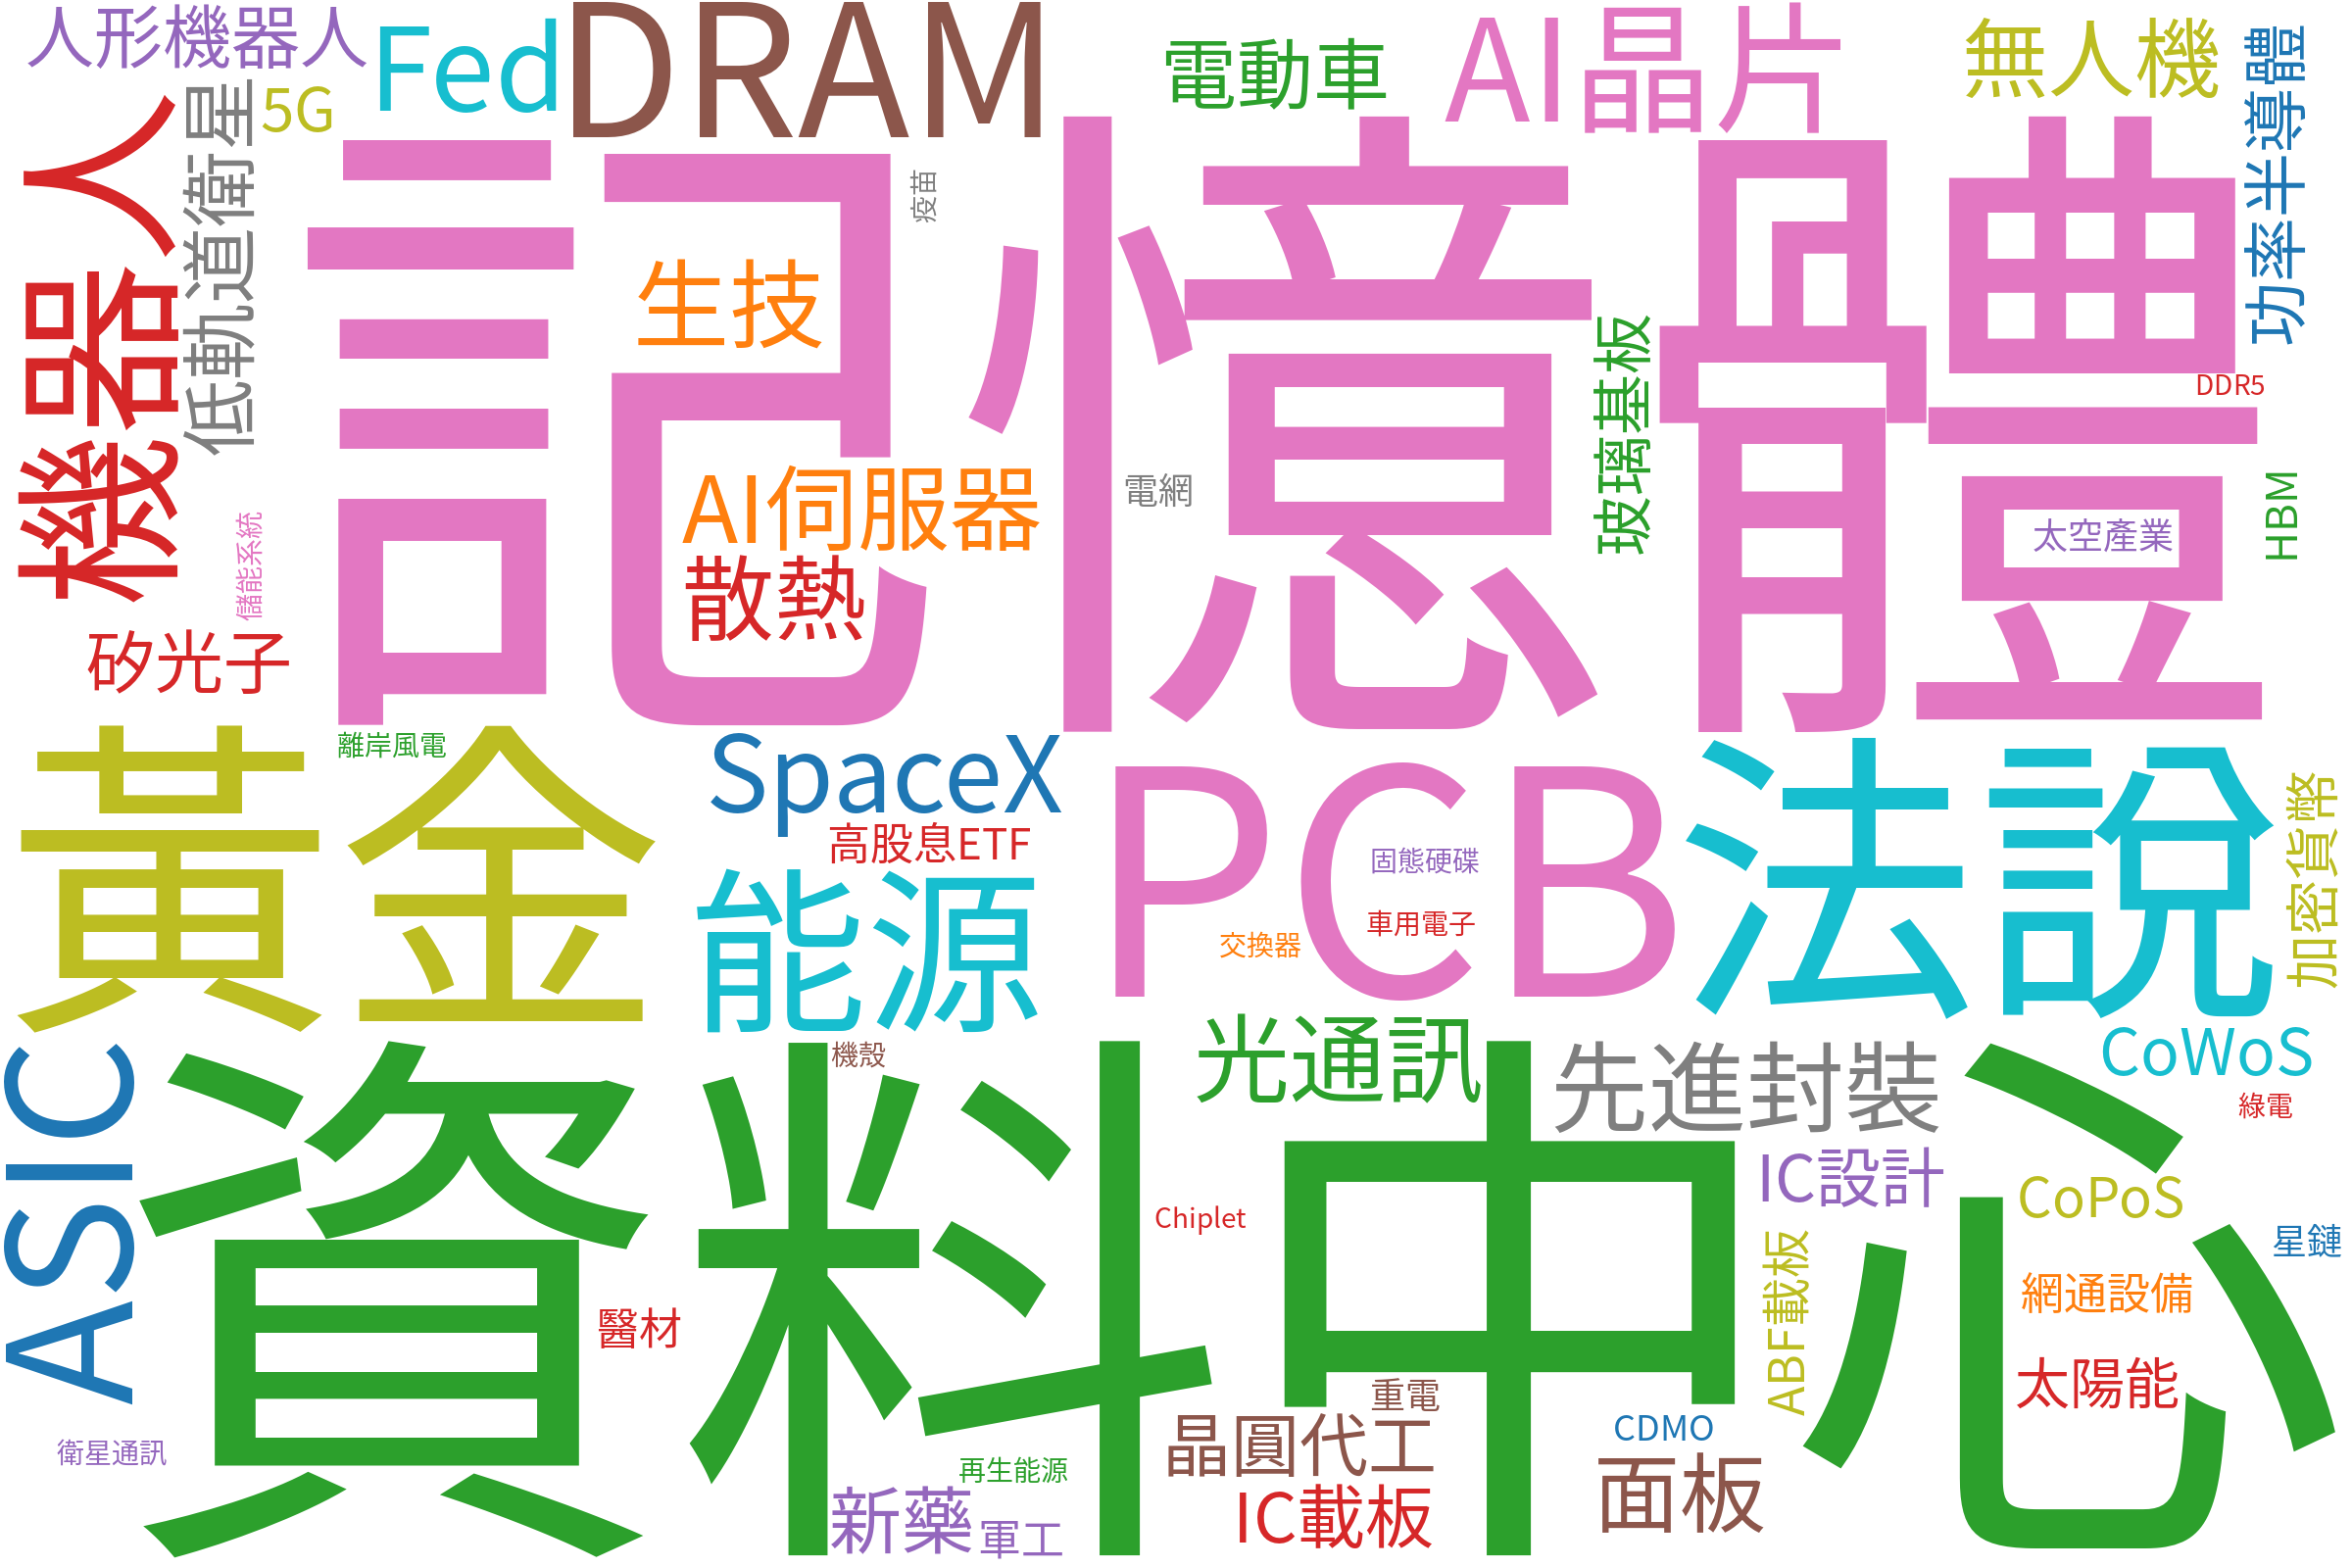 人形機器人
Fed
DRAM
電動車
AI晶片
無人機
功率半導體
5G
低軌道衛星
機器人
記憶體
疫苗
生技
玻璃基板
DDR5
AI伺服器
電網
HBM
太空產業
儲能系統
散熱
矽光子
黃金
離岸風電
SpaceX
PCB
法說
加密貨幣
高股息ETF
固態硬碟
能源
車用電子
交換器
光通訊
先進封裝
CoWoS
機殼
ASIC
資料中心
綠電
IC設計
CoPoS
Chiplet
星鏈
ABF載板
網通設備
醫材
太陽能
重電
晶圓代工
CDMO
衛星通訊
再生能源
面板
新藥
軍工
IC載板